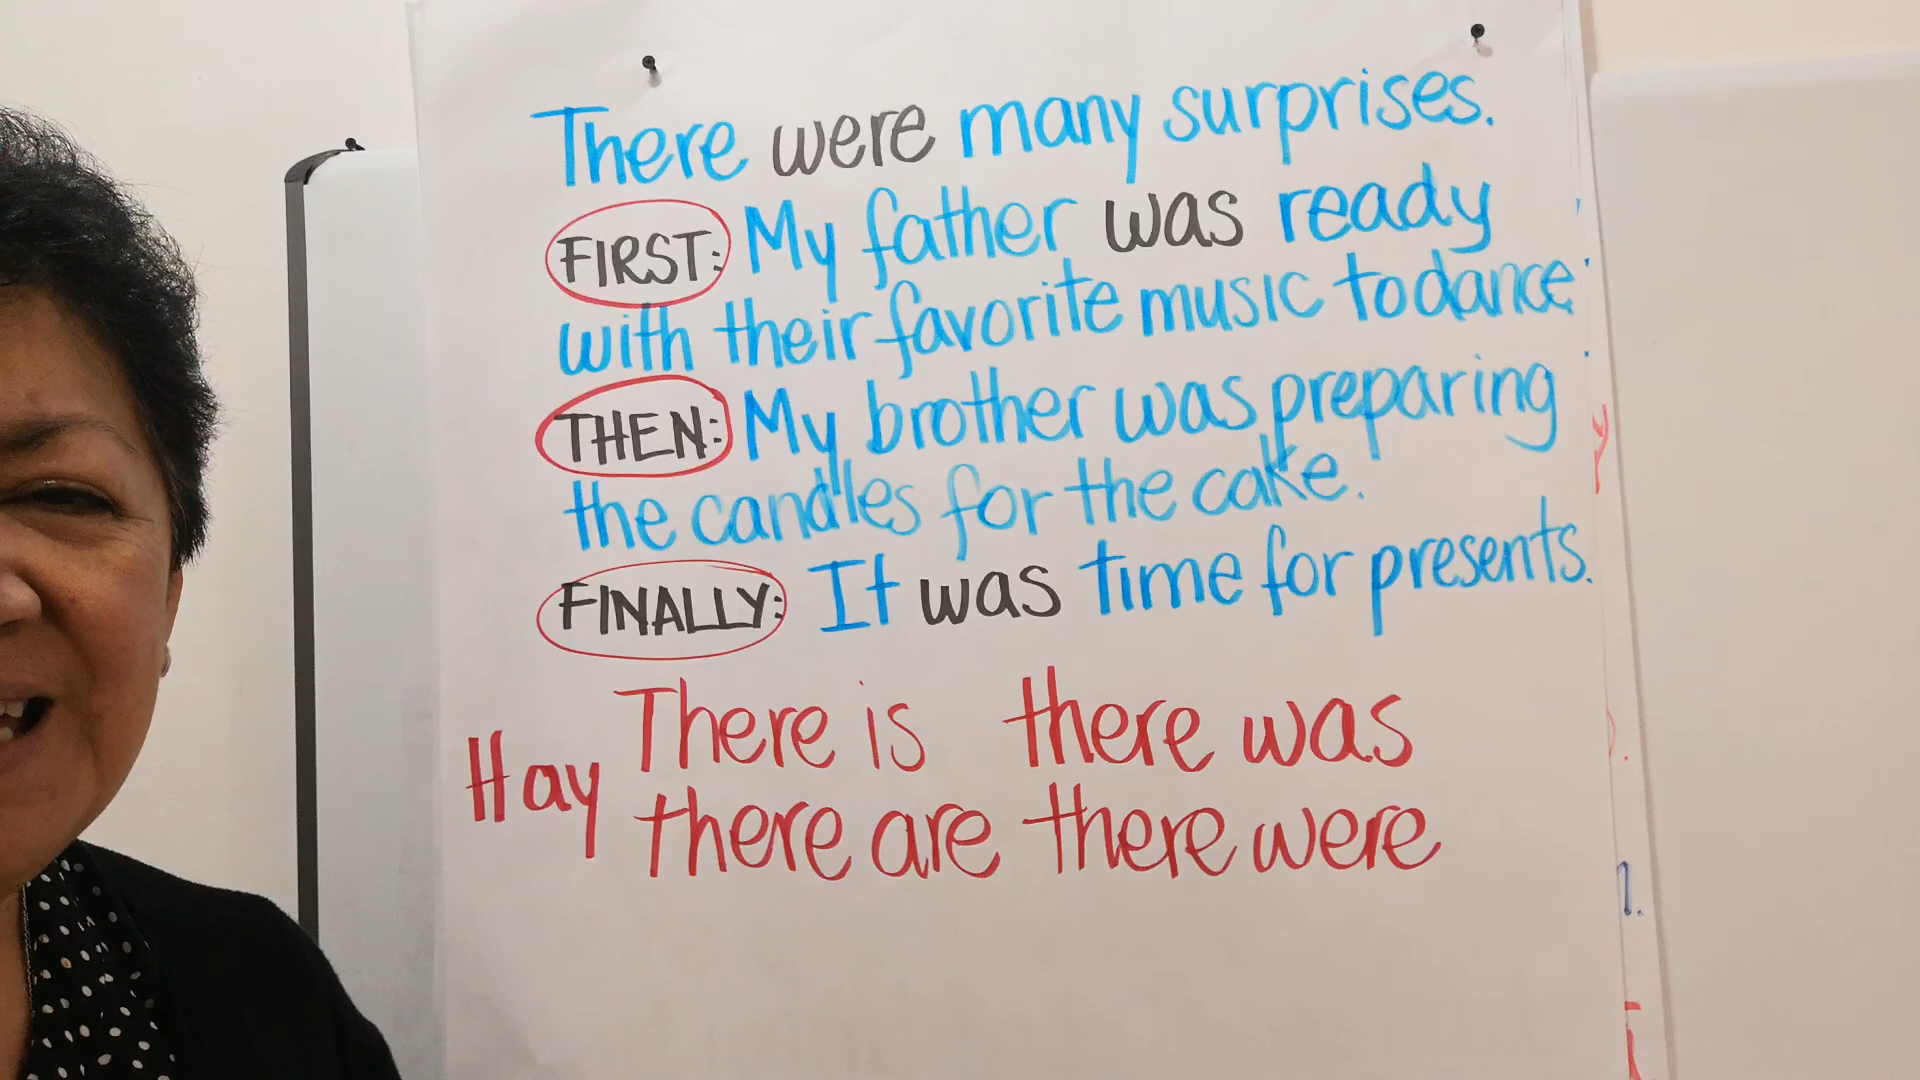 There were many surprises.
FIRST: My father was ready
with their favorite music to dance.
THEN: My brother was preparing
the candles for the cake.
FINALLY: It was time for presents.
There is there was
Hay
there are there were